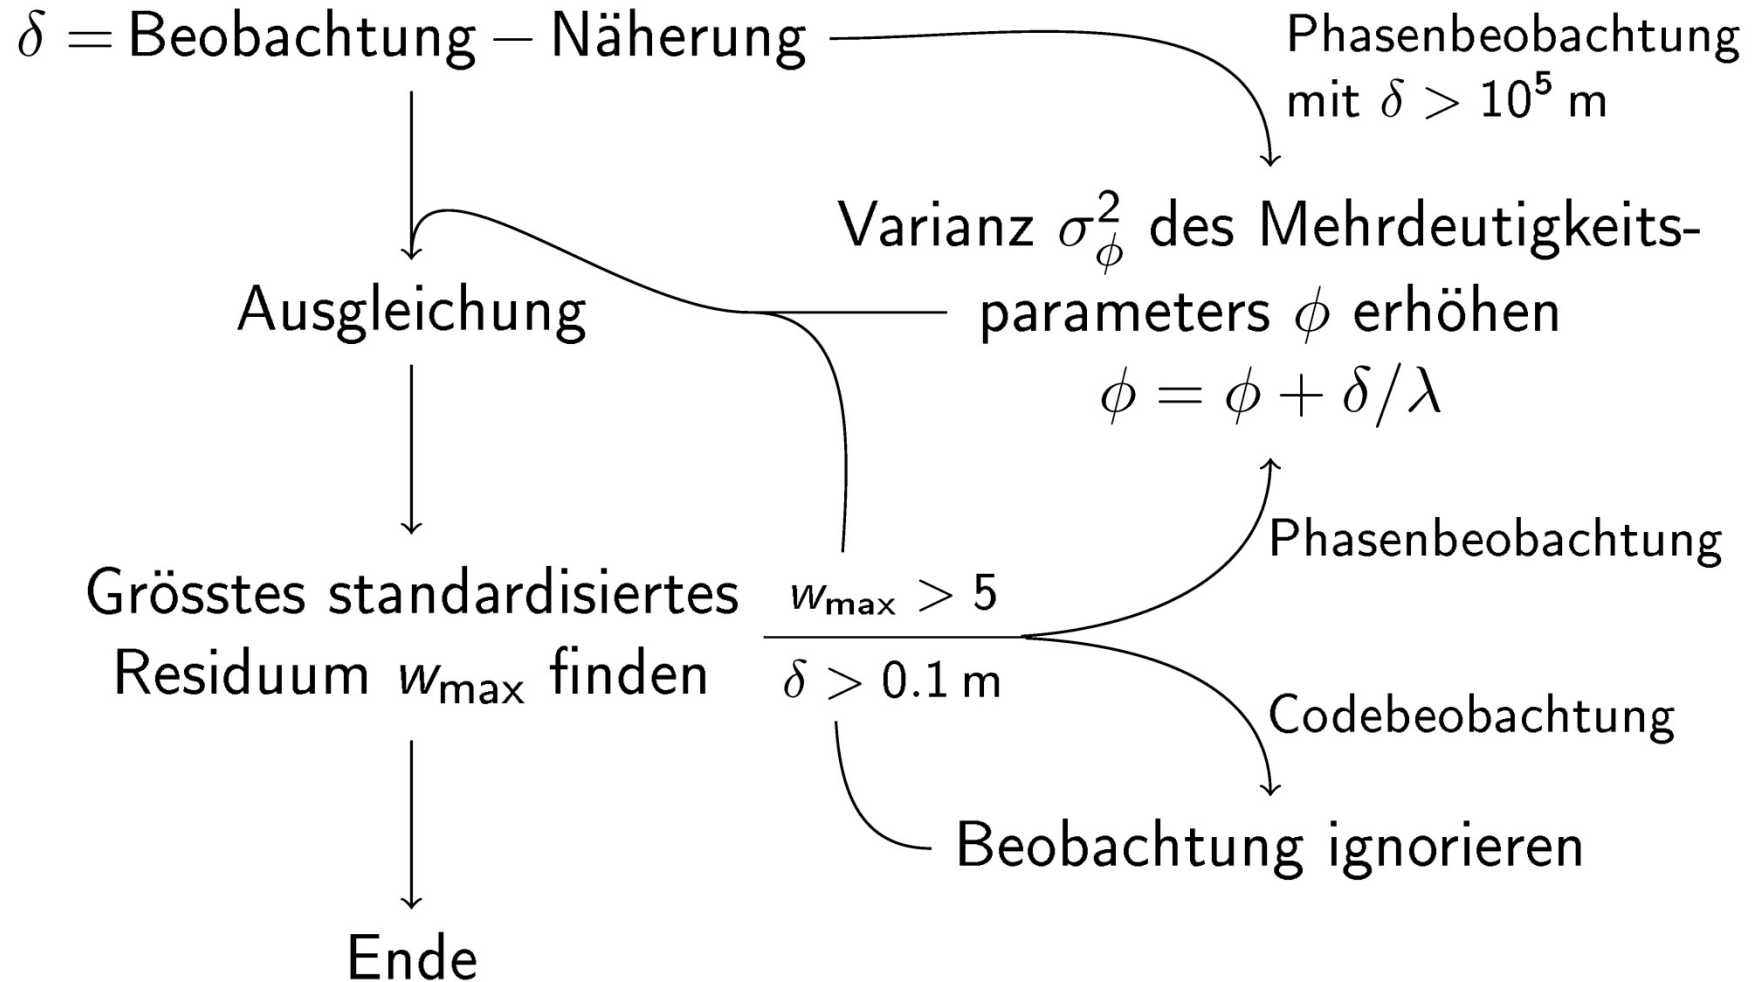 δ = Beobachtung – Näherung
Phasenbeobachtung
mit δ > 10⁵ m
Varianz σ²_ϕ des Mehrdeutigkeits-
parameters ϕ erhöhen
ϕ = ϕ + δ/λ
Ausgleichung
Phasenbeobachtung
Grösstes standardisiertes
Residuum w_max finden
w_max > 5
δ > 0.1 m
Codebeobachtung
Beobachtung ignorieren
Ende